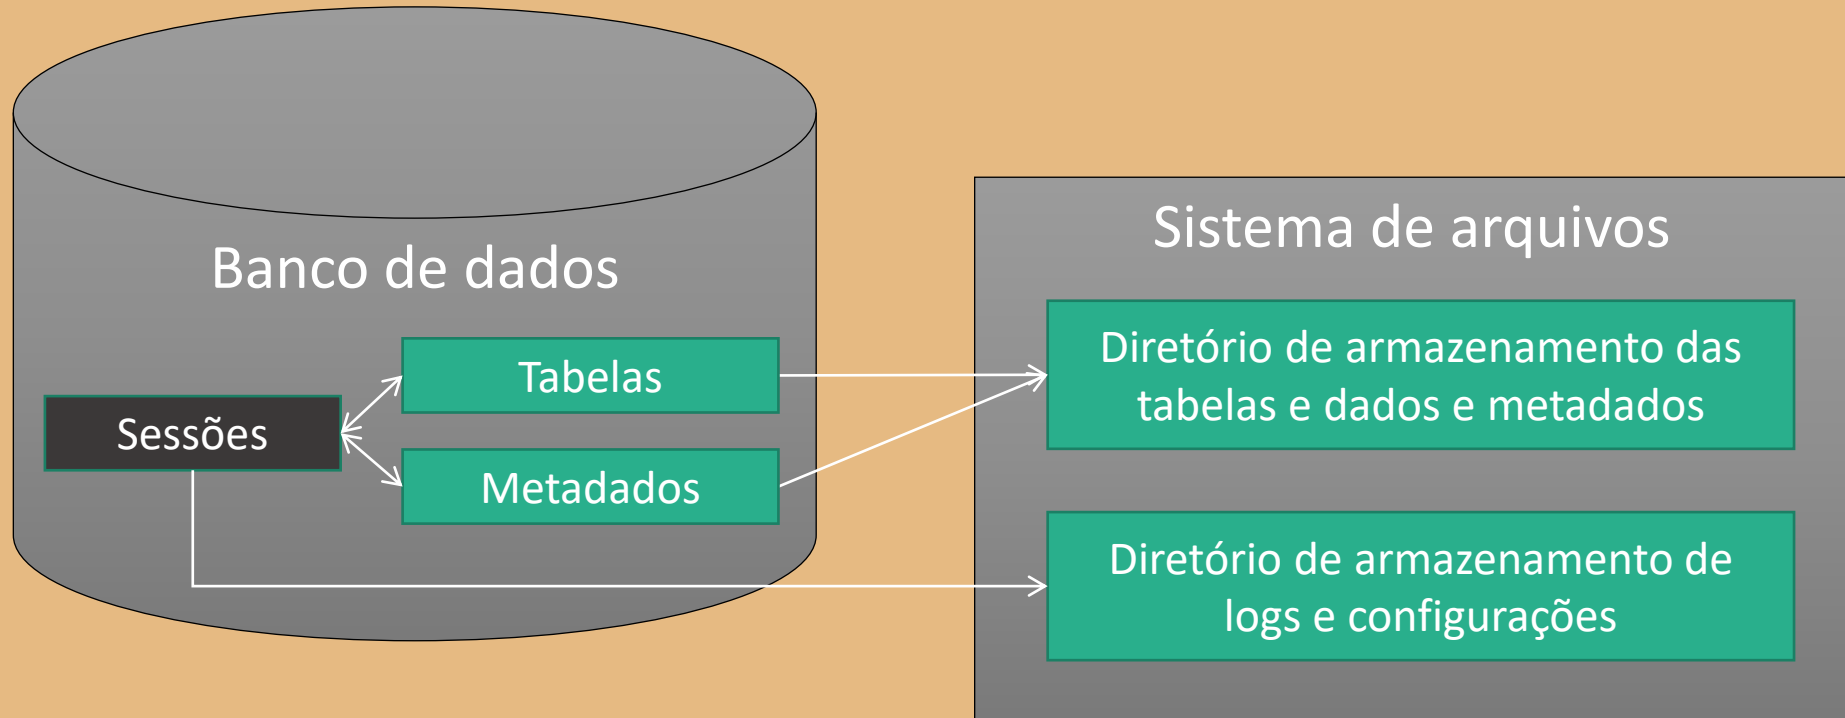 Banco de dados
Tabelas
Sessões
Metadados
Sistema de arquivos
Diretório de armazenamento das
tabelas e dados e metadados
Diretório de armazenamento de
logs e configurações